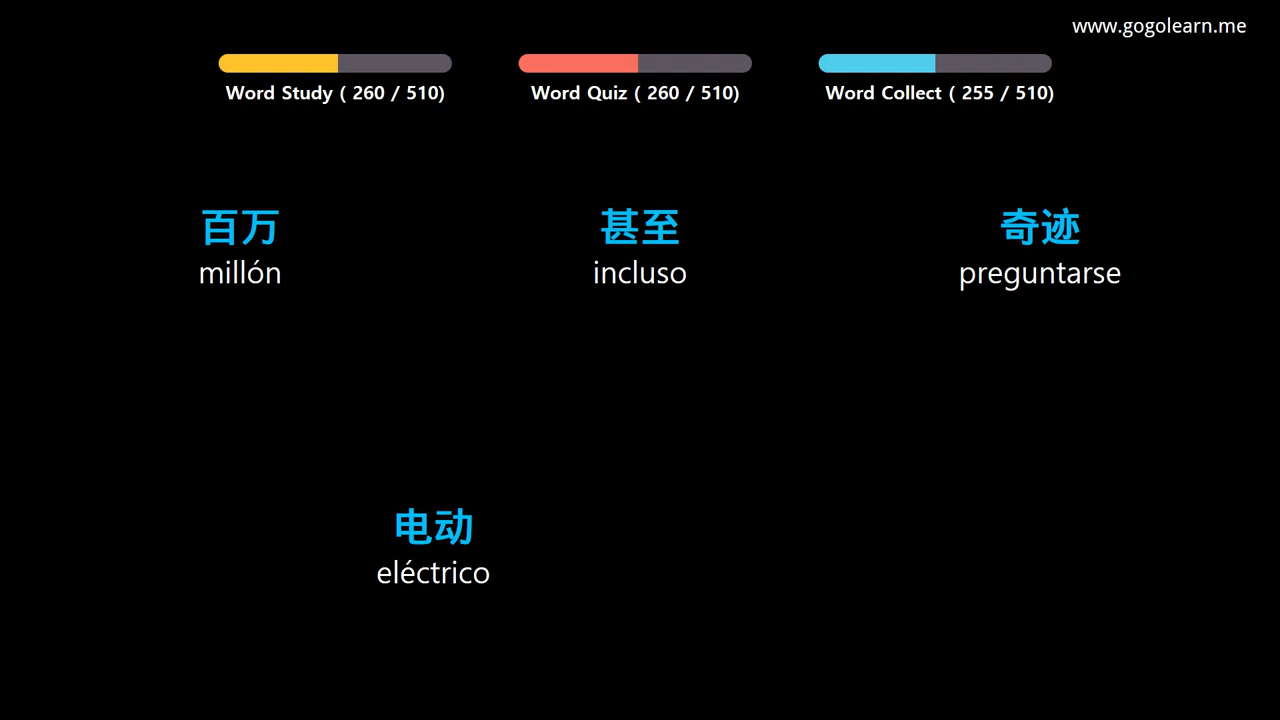 www.gogolearn.me
Word Study ( 260 / 510)
Word Quiz ( 260 / 510)
Word Collect ( 255 / 510)
百万
millón
甚至
incluso
奇迹
preguntarse
电动
eléctrico